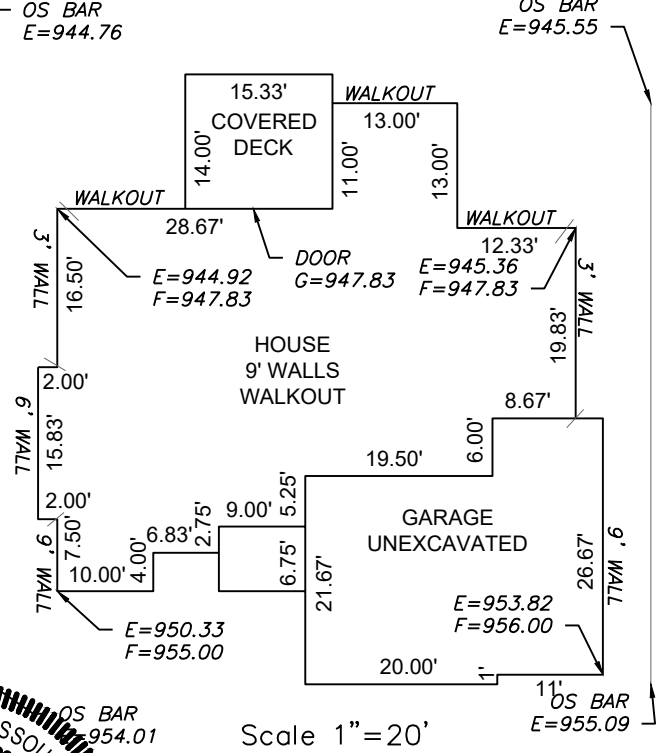 OS BAR
E=944.76
OS BAR
E=945.55
15.33'
COVERED
DECK
14.00'
11.00'
WALKOUT
13.00'
13.00'
WALKOUT
28.67'
WALKOUT
12.33'
DOOR
G=947.83
E=944.92
F=947.83
E=945.36
F=947.83
3' WALL
16.50'
3' WALL
19.83'
HOUSE
9' WALLS
WALKOUT
2.00'
6' WALL
15.83'
2.00'
8.67'
6.00'
19.50'
5.25'
9.00'
2.75'
6.83'
4.00'
7.50'
9' WALL
10.00'
6.75'
21.67'
GARAGE
UNEXCAVATED
26.67'
9' WALL
E=953.82
F=956.00
E=950.33
F=955.00
20.00'
1'
11'
OS BAR
E=955.09
OS BAR
=954.01
Scale 1"=20'